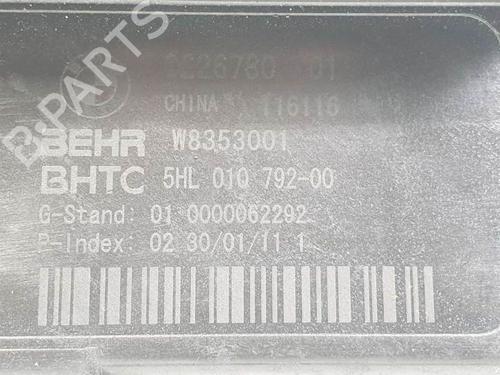 9226780 01
CHINA 116116
BEHR W8353001
BHTC 5HL 010 792-00
G-Stand: 01 0000062292
P-Index: 02 30/01/11 1
B-PARTS